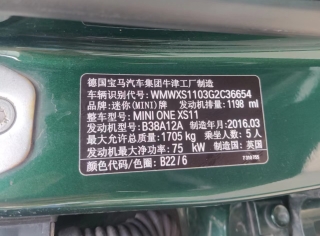 德国宝马汽车集团牛津工厂制造
车辆识别代号: WMWXS1103G2C36654
品牌: 迷你(MINI)牌 发动机排量: 1198 ml
整车型号: MINI ONE XS11
发动机型号: B38A12A 制造年月: 2016.03
最大允许总质量: 1705 kg 乘坐人数: 5 人
发动机最大净功率: 75 kW 制造国: 英国
颜色代码/色: B22/6